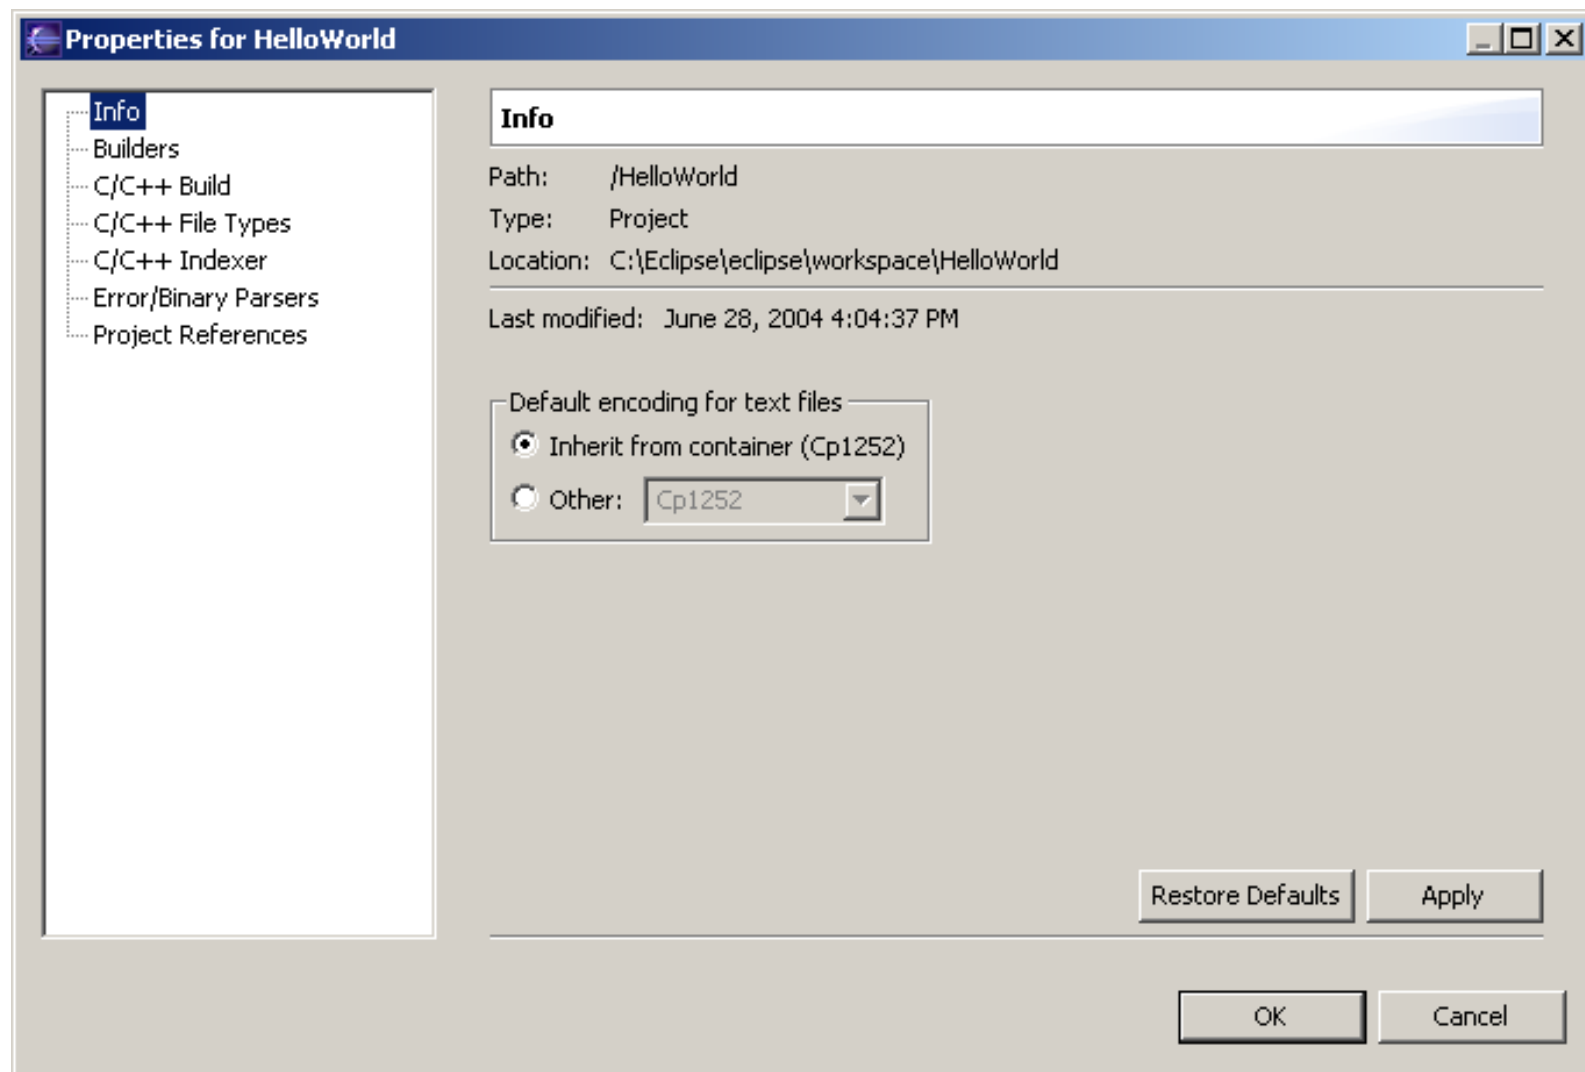 Properties for HelloWorld
Info
Builders
C/C++ Build
C/C++ File Types
C/C++ Indexer
Error/Binary Parsers
Project References
Info
Path: /HelloWorld
Type: Project
Location: C:\Eclipse\eclipse\workspace\HelloWorld
Last modified: June 28, 2004 4:04:37 PM
Default encoding for text files
Inherit from container (Cp1252)
Other: Cp1252
Restore Defaults Apply
OK Cancel